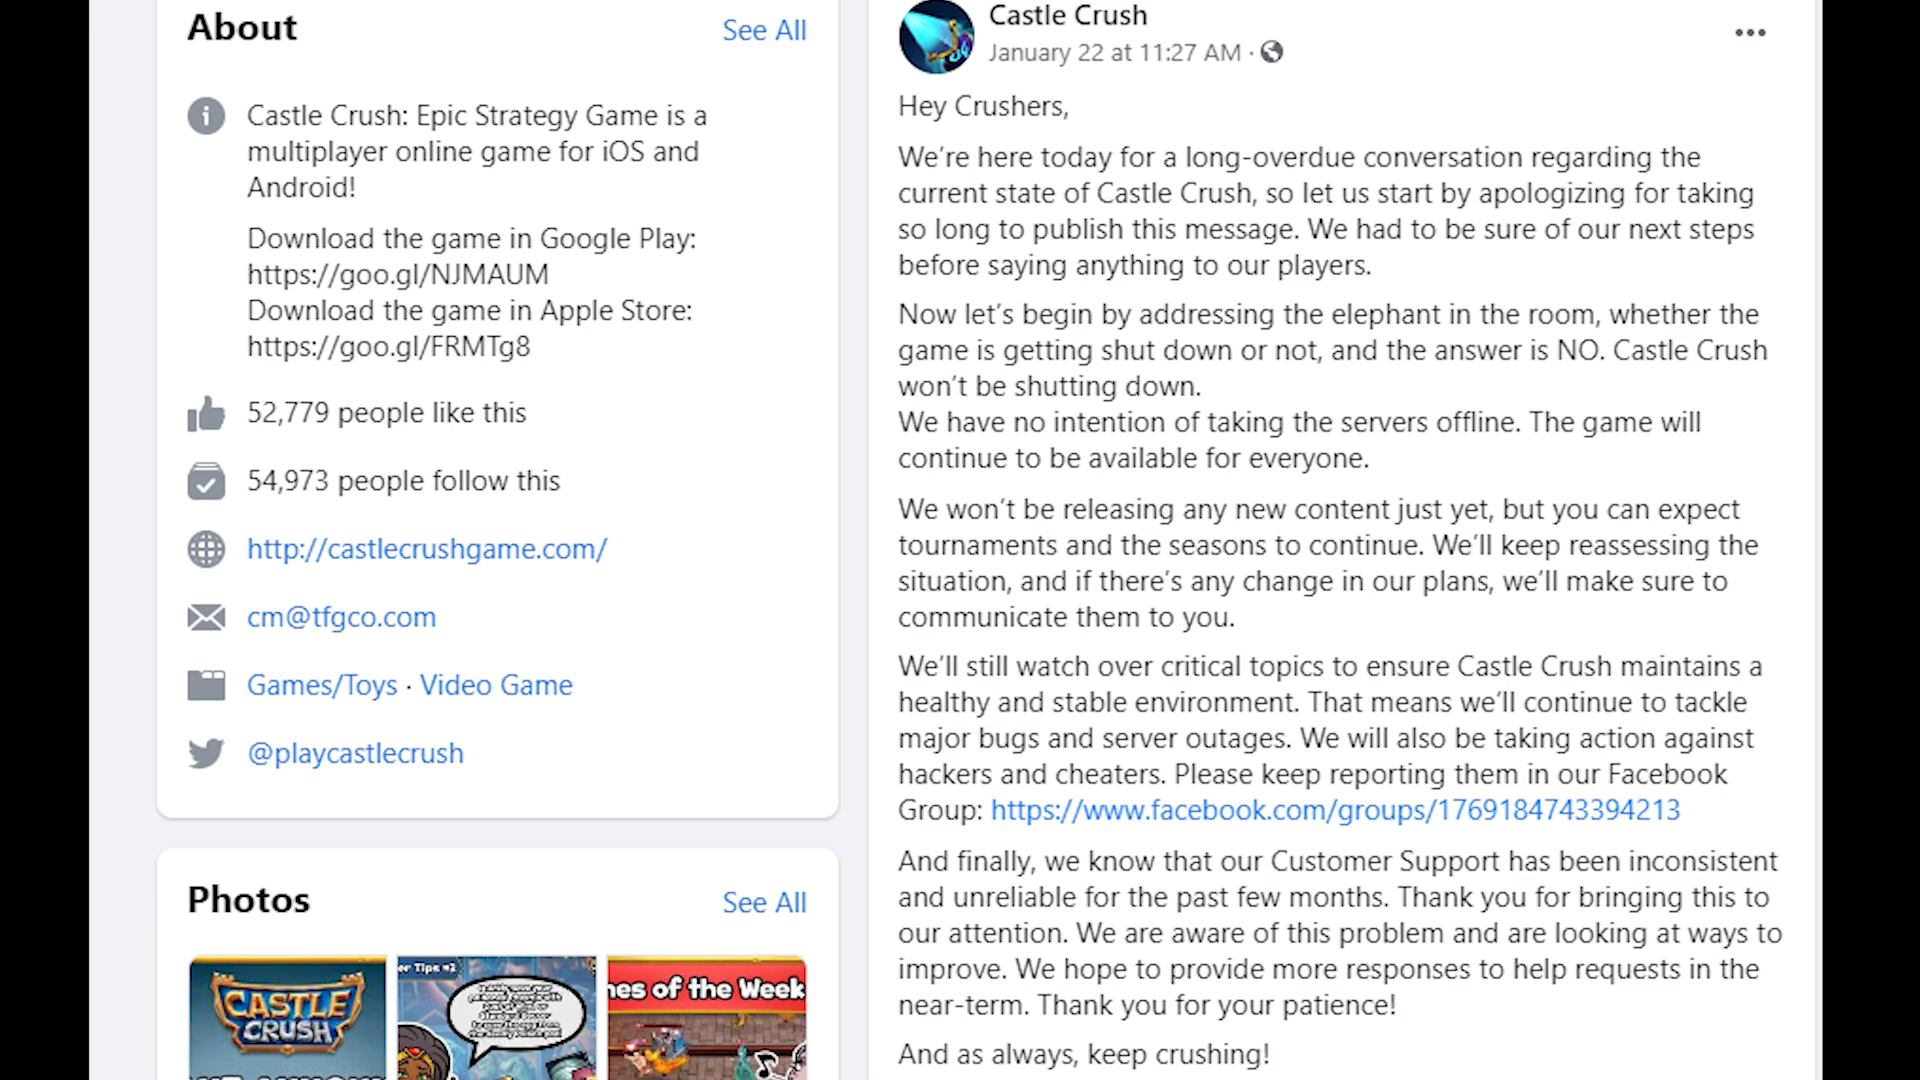 About
See All
Castle Crush: Epic Strategy Game is a
multiplayer online game for iOS and
Android!
Download the game in Google Play:
https://goo.gl/NJMAUM
Download the game in Apple Store:
https://goo.gl/FRMTg8
52,779 people like this
54,973 people follow this
http://castlecrushgame.com/
cm@tfgco.com
Games/Toys · Video Game
@playcastlecrush
Photos
See All
CASTLE
CRUSH
er Tips #2
nes of the Week
Castle Crush
January 22 at 11:27 AM ·
Hey Crushers,
We’re here today for a long-overdue conversation regarding the
current state of Castle Crush, so let us start by apologizing for taking
so long to publish this message. We had to be sure of our next steps
before saying anything to our players.
Now let’s begin by addressing the elephant in the room, whether the
game is getting shut down or not, and the answer is NO. Castle Crush
won’t be shutting down.
We have no intention of taking the servers offline. The game will
continue to be available for everyone.
We won’t be releasing any new content just yet, but you can expect
tournaments and the seasons to continue. We’ll keep reassessing the
situation, and if there’s any change in our plans, we’ll make sure to
communicate them to you.
We’ll still watch over critical topics to ensure Castle Crush maintains a
healthy and stable environment. That means we’ll continue to tackle
major bugs and server outages. We will also be taking action against
hackers and cheaters. Please keep reporting them in our Facebook
Group: https://www.facebook.com/groups/1769184743394213
And finally, we know that our Customer Support has been inconsistent
and unreliable for the past few months. Thank you for bringing this to
our attention. We are aware of this problem and are looking at ways to
improve. We hope to provide more responses to help requests in the
near-term. Thank you for your patience!
And as always, keep crushing!